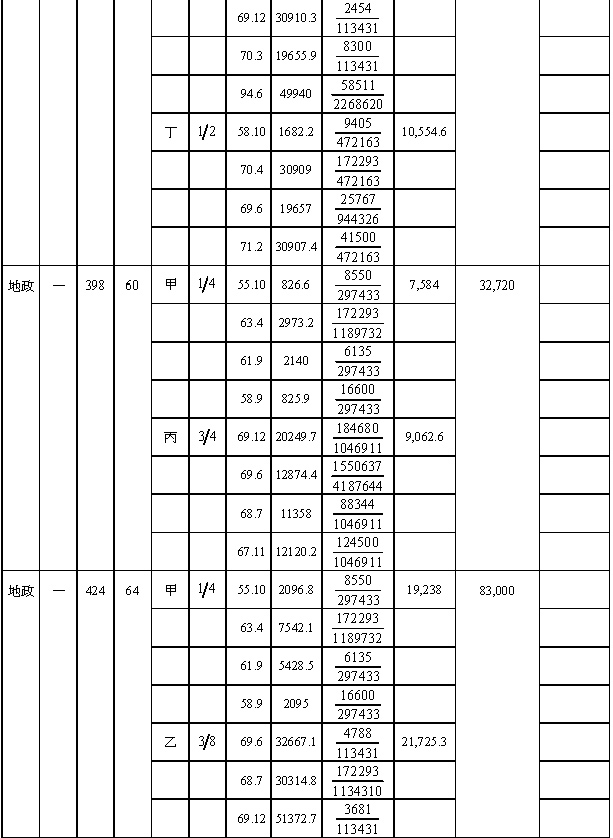 69.12 30910.3 2454/113431
70.3 19655.9 8300/113431
94.6 49940 58511/2268620
丁 1/2 58.10 1682.2 9405/472163 10,554.6
70.4 30909 172293/472163
69.6 19657 25767/944326
71.2 30907.4 41500/472163
地政 一 398 60 甲 1/4 55.10 826.6 8550/297433 7,584 32,720
63.4 2973.2 172293/1189732
61.9 2140 6135/297433
58.9 825.9 16600/297433
丙 3/4 69.12 20249.7 184680/1046911 9,062.6
69.6 12874.4 1550637/4187644
68.7 11358 88344/1046911
67.11 12120.2 124500/1046911
地政 一 424 64 甲 1/4 55.10 2096.8 8550/297433 19,238 83,000
63.4 7542.1 172293/1189732
61.9 5428.5 6135/297433
58.9 2095 16600/297433
乙 3/8 69.6 32667.1 4788/113431 21,725.3
68.7 30314.8 172293/1134310
69.12 51372.7 3681/113431